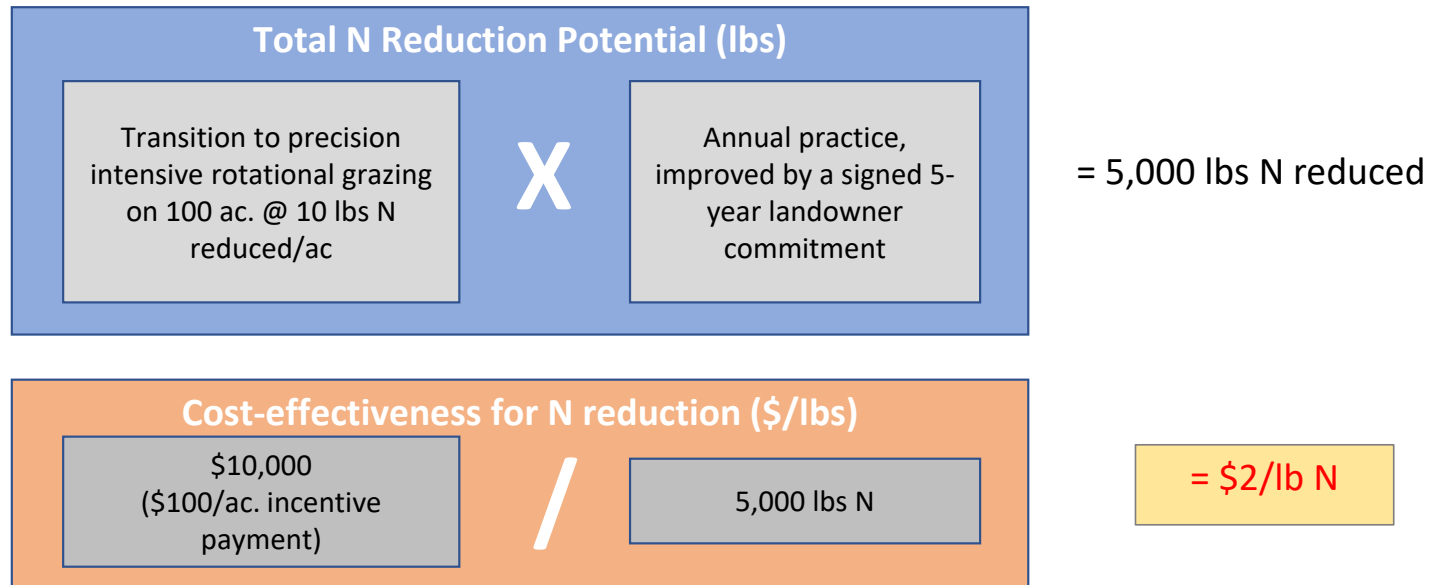 Total N Reduction Potential (lbs)
Transition to precision
intensive rotational grazing
on 100 ac. @ 10 lbs N
reduced/ac
X
Annual practice,
improved by a signed 5-
year landowner
commitment
= 5,000 lbs N reduced
Cost-effectiveness for N reduction ($/lbs)
$10,000
($100/ac. incentive
payment)
/
5,000 lbs N
= $2/lb N